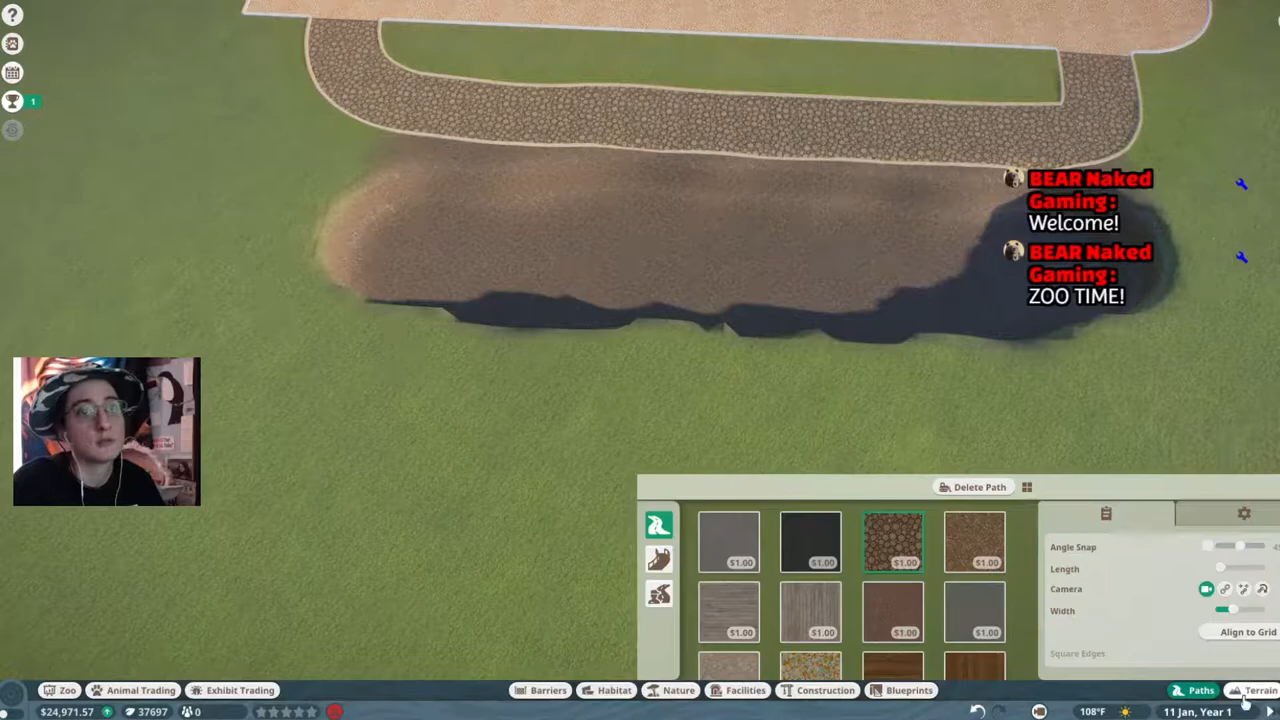 ?
1
BEAR Naked
Gaming:
Welcome!
BEAR Naked
Gaming:
ZOO TIME!
Delete Path
$1.00 $1.00 $1.00 $1.00
$1.00 $1.00 $1.00 $1.00
Angle Snap
Length
Camera
Width
Align to Grid
Square Edges
Zoo Animal Trading Exhibit Trading Barriers Habitat Nature Facilities Construction Blueprints Paths Terrain
$24,971.57 37697 0 108°F 11 Jan, Year 1